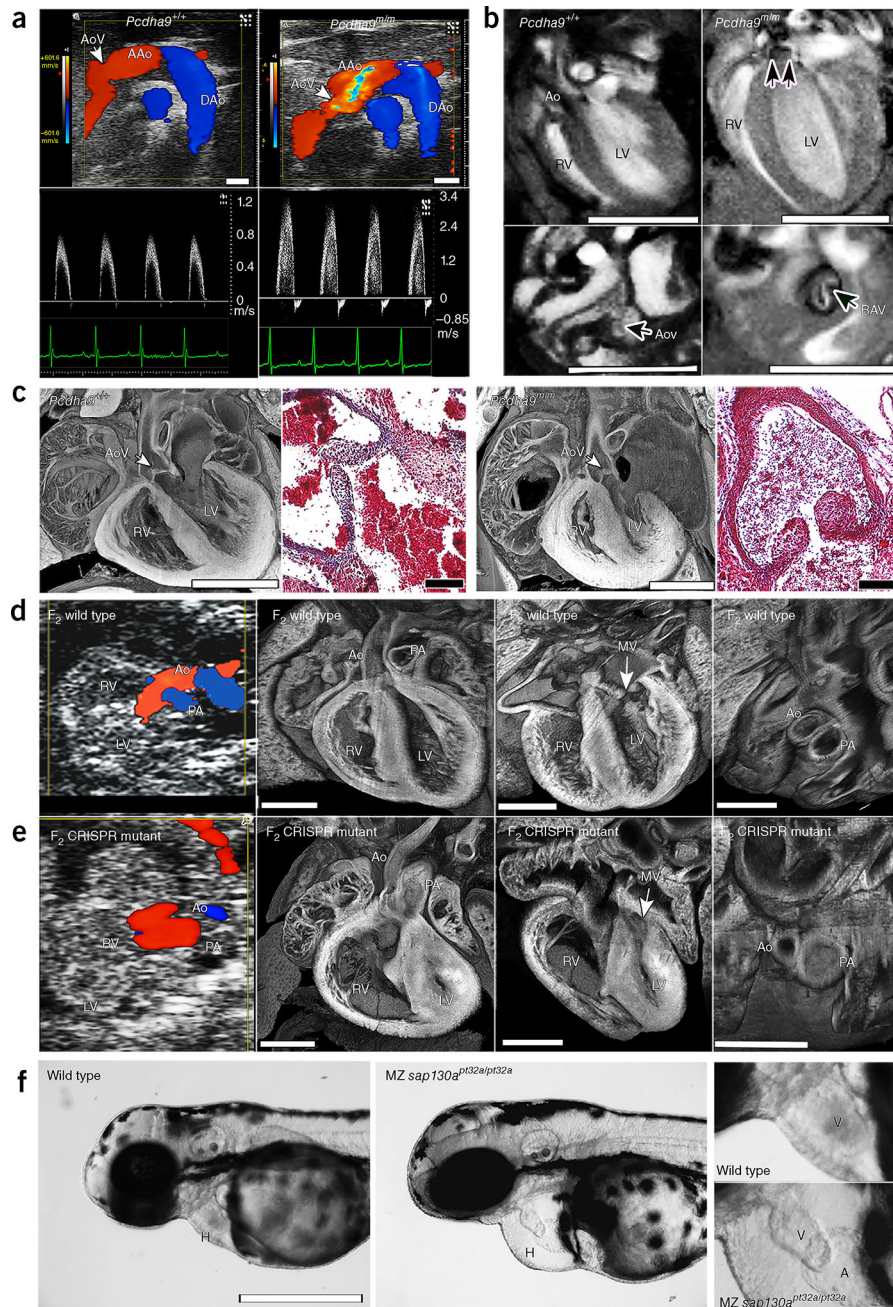 a
Pcdha9+/+
Pcdha9m/m
AoV
AAo
DAo
+601.6
mm/s
−601.6
mm/s
AoV
AAo
DAo
1.2
0.8
0.4
0
m/s
3.4
2.4
1.2
0
−0.85
m/s
b
Pcdha9+/+
Pcdha9m/m
Ao
RV
LV
RV
LV
Aov
BAV
c
Pcdha9+/+
AoV
RV
LV
Pcdha9m/m
AoV
RV
LV
d
F2 wild type
Ao
RV
PA
LV
F2 wild type
Ao
PA
RV
LV
F2 wild type
MV
RV
LV
F2 wild type
Ao
PA
e
F2 CRISPR mutant
Ao
RV
PA
LV
F2 CRISPR mutant
Ao
PA
RV
LV
F2 CRISPR mutant
MV
RV
LV
F2 CRISPR mutant
Ao
PA
f
Wild type
H
MZ sap130apt32a/pt32a
H
V
Wild type
V
A
MZ sap130apt32a/pt32a